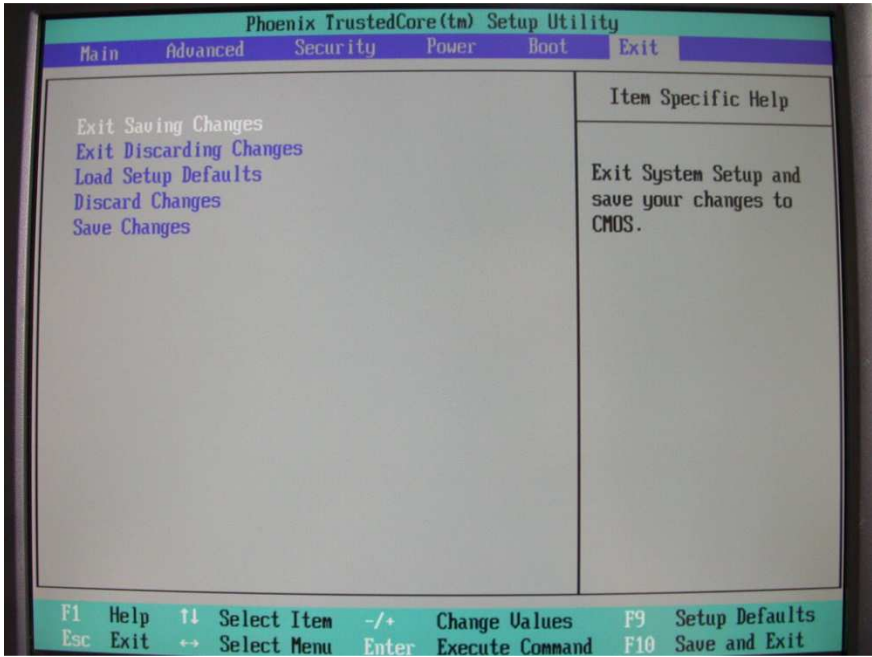 Phoenix TrustedCore(tm) Setup Utility
Main Advanced Security Power Boot Exit
Item Specific Help
Exit Saving Changes
Exit Discarding Changes
Load Setup Defaults
Discard Changes
Save Changes
Exit System Setup and
save your changes to
CMOS.
F1 Help ↑↓ Select Item -/+ Change Values F9 Setup Defaults
Esc Exit ↔ Select Menu Enter Execute Command F10 Save and Exit